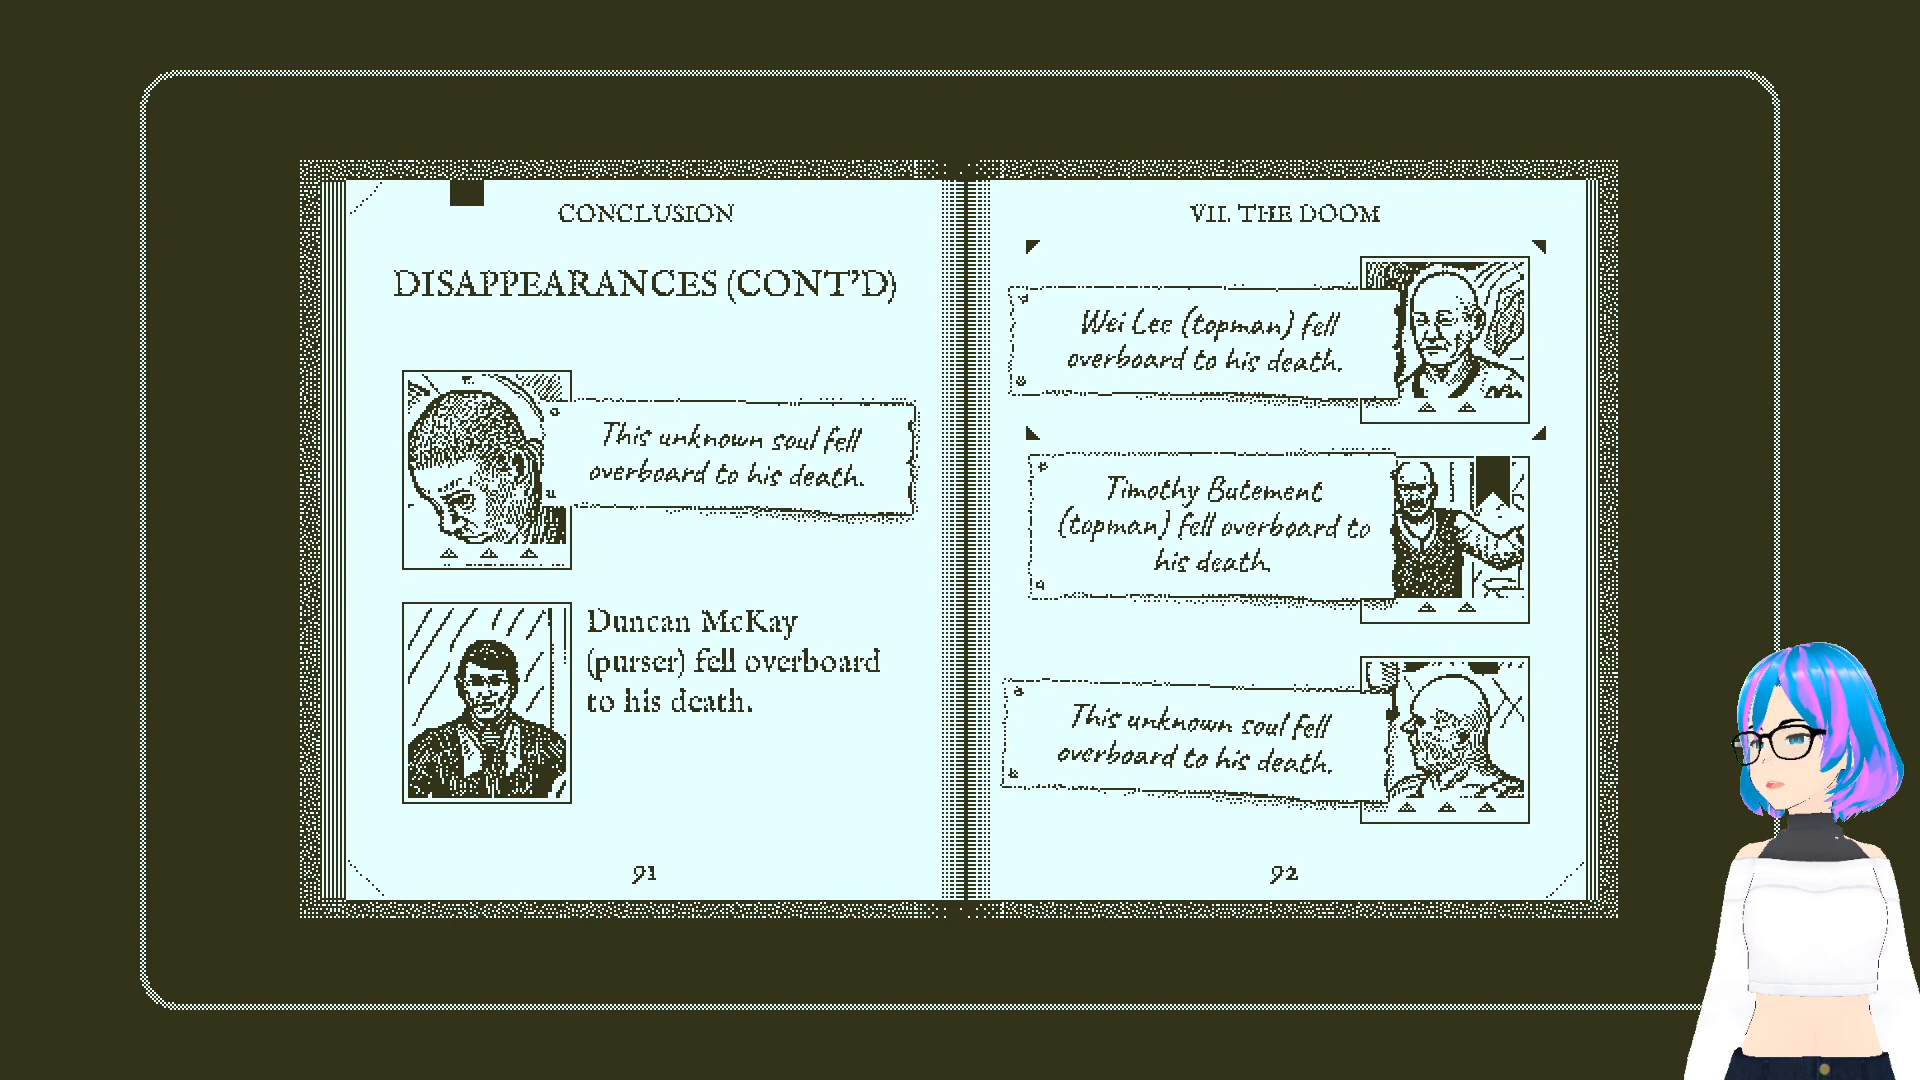 CONCLUSION
DISAPPEARANCES (CONT'D)
This unknown soul fell
overboard to his death.
Duncan McKay
(purser) fell overboard
to his death.
91
VII. THE DOOM
Wei Lee (topman) fell
overboard to his death.
Timothy Butement
(topman) fell overboard to
his death.
This unknown soul fell
overboard to his death.
92